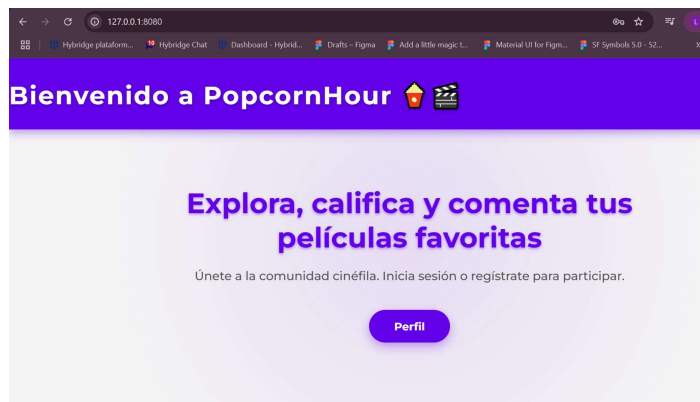 127.0.0.1:8080
Hybridge plataform... Hybridge Chat Dashboard - Hybrid... Drafts – Figma Add a little magic t... Material UI for Figm... SF Symbols 5.0 - 52...
Bienvenido a PopcornHour 🍿🎬
Explora, califica y comenta tus
películas favoritas
Únete a la comunidad cinéfila. Inicia sesión o regístrate para participar.
Perfil